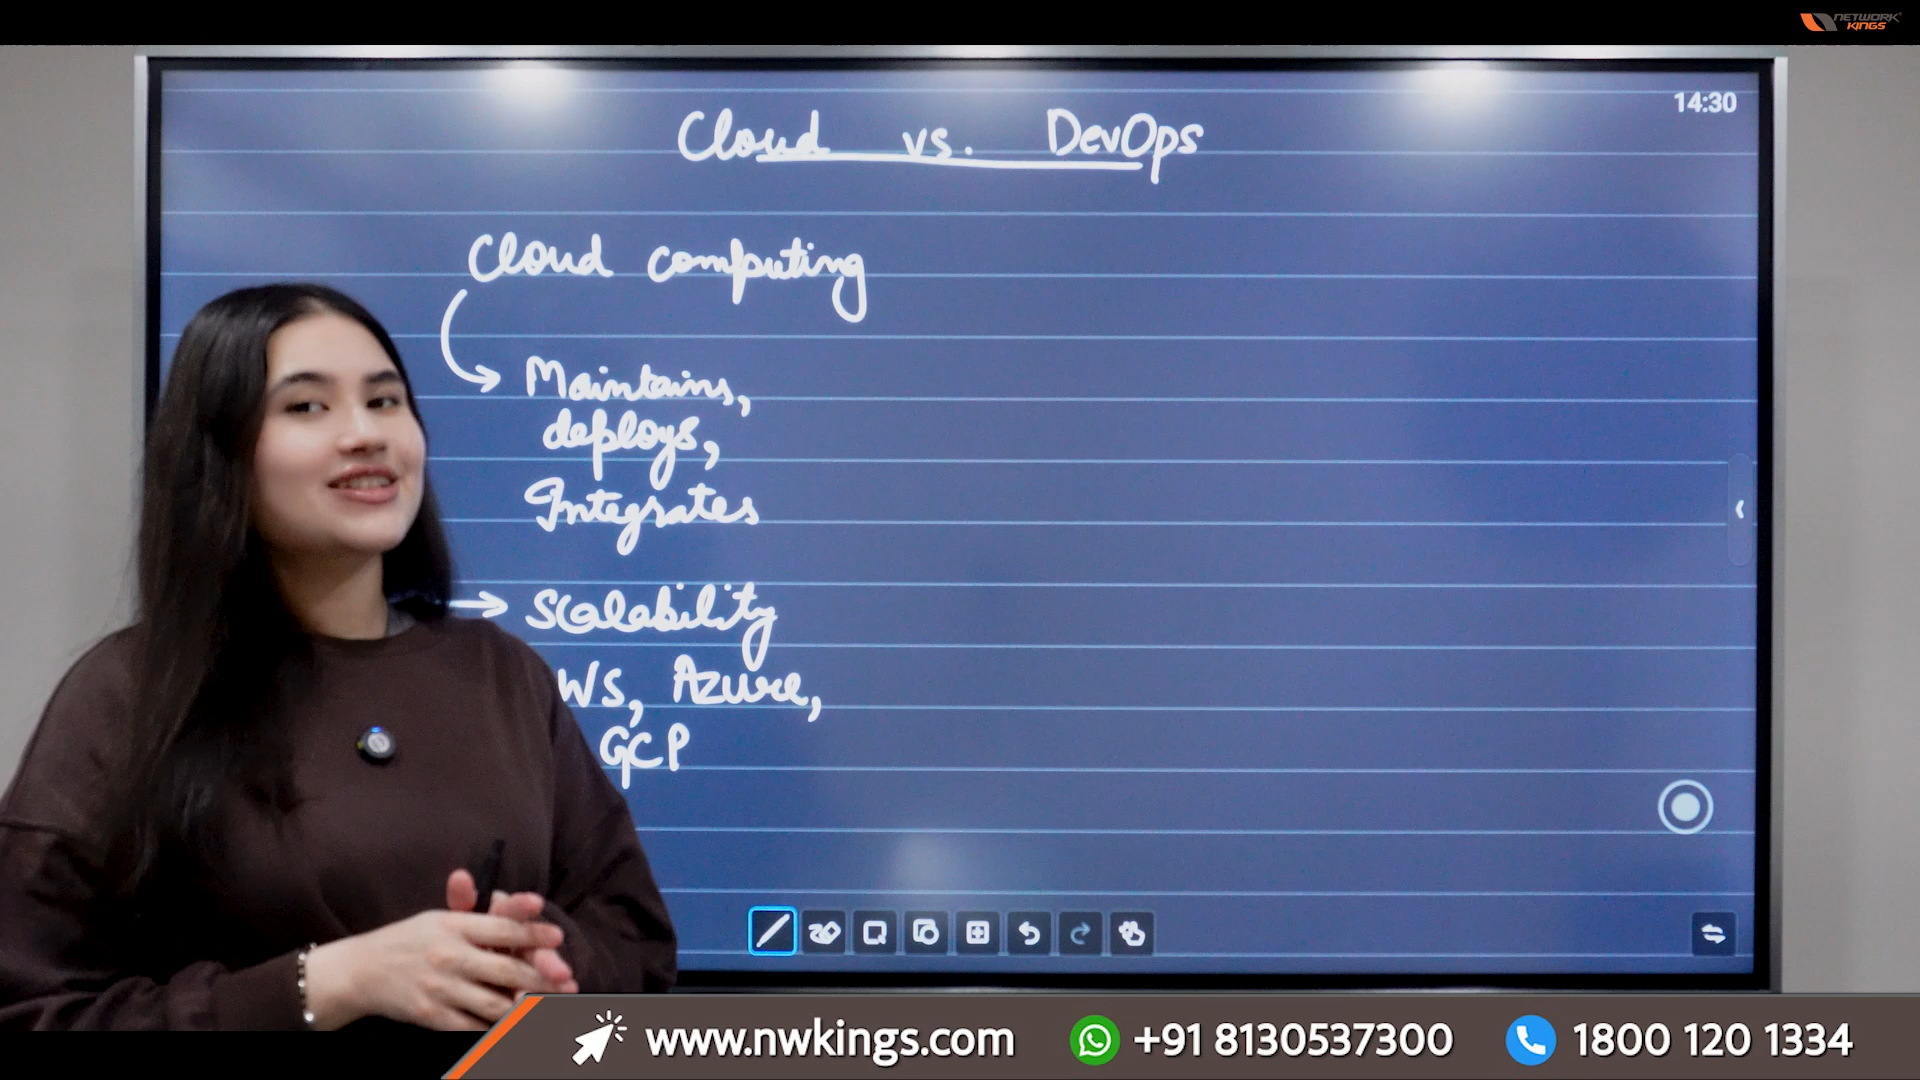 NETWORK
KINGS
14:30
Cloud vs. DevOps
Cloud computing
Maintains,
deploys,
Integrates
Scalability
WS, Azure,
GCP
www.nwkings.com
+91 8130537300
1800 120 1334